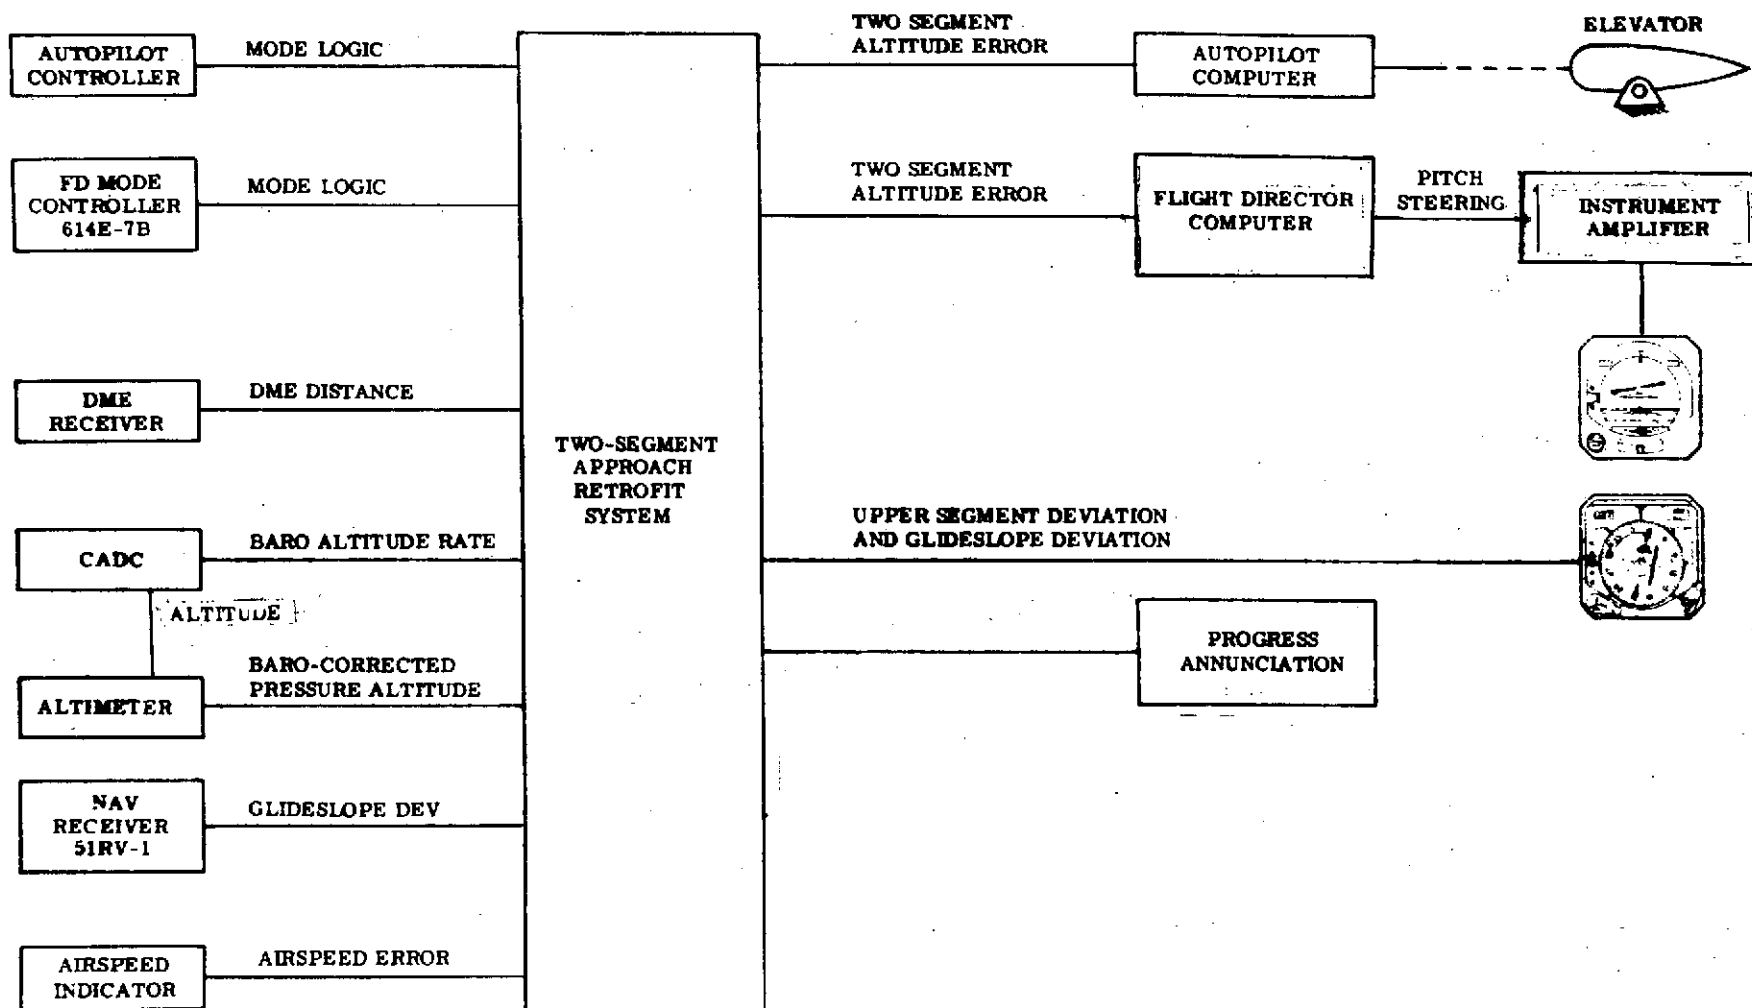 AUTOPILOT
CONTROLLER
MODE LOGIC
FD MODE
CONTROLLER
614E-7B
MODE LOGIC
DME
RECEIVER
DME DISTANCE
CADC
BARO ALTITUDE RATE
ALTITUDE
ALTIMETER
BARO-CORRECTED
PRESSURE ALTITUDE
NAV
RECEIVER
51RV-1
GLIDESLOPE DEV
AIRSPEED
INDICATOR
AIRSPEED ERROR
TWO-SEGMENT
APPROACH
RETROFIT
SYSTEM
TWO SEGMENT
ALTITUDE ERROR
AUTOPILOT
COMPUTER
ELEVATOR
TWO SEGMENT
ALTITUDE ERROR
FLIGHT DIRECTOR
COMPUTER
PITCH
STEERING
INSTRUMENT
AMPLIFIER
UPPER SEGMENT DEVIATION
AND GLIDESLOPE DEVIATION
PROGRESS
ANNUNCIATION